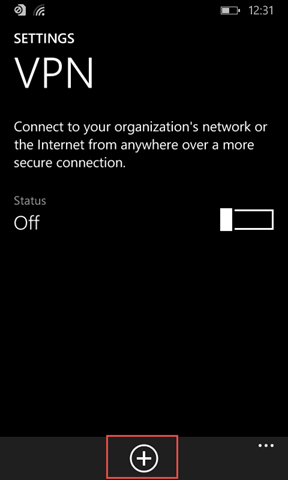 12:31
SETTINGS
VPN
Connect to your organization's network or
the Internet from anywhere over a more
secure connection.
Status
Off